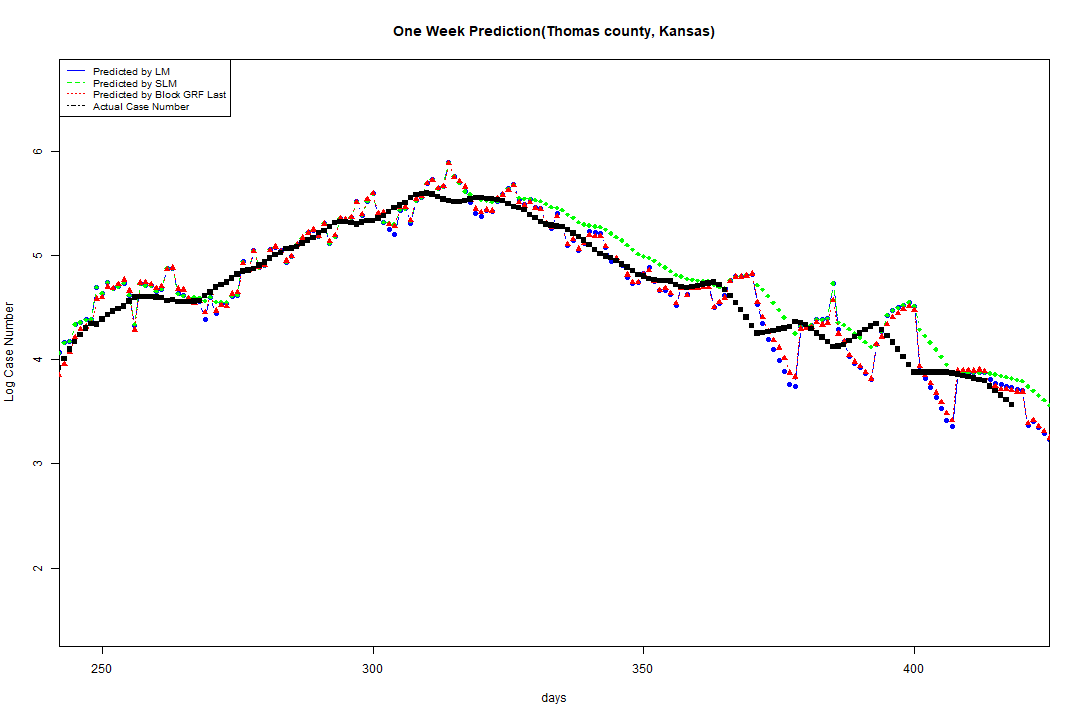 One Week Prediction(Thomas county, Kansas)
Predicted by LM
Predicted by SLM
Predicted by Block GRF Last
Actual Case Number
6
5
4
3
2
Log Case Number
250 300 350 400
days